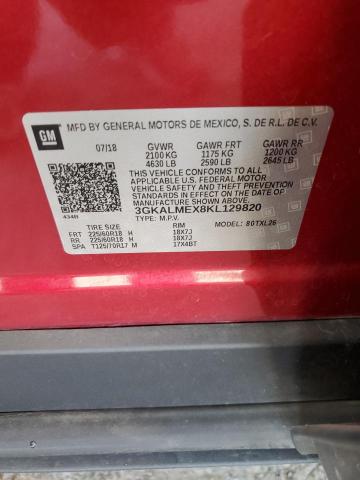 GM
MFD BY GENERAL MOTORS DE MEXICO, S. DE R.L. DE C.V.
07/18 GVWR GAWR FRT GAWR RR
2100 KG 1175 KG 1200 KG
4630 LB 2590 LB 2645 LB
THIS VEHICLE CONFORMS TO ALL
APPLICABLE U.S. FEDERAL MOTOR
VEHICLE SAFETY, BUMPER, AND THEFT
PREVENTION STANDARDS IN EFFECT ON THE
DATE OF MANUFACTURE SHOWN ABOVE.
3GKALMEX8KL129820
TYPE: M.P.V. MODEL: 80TXL26
TIRE SIZE SPEED RTG RIM
FRT 225/60R18 H 18X7J
RR 225/60R18 H 18X7J
SPA T125/70R17 M 17X4BT